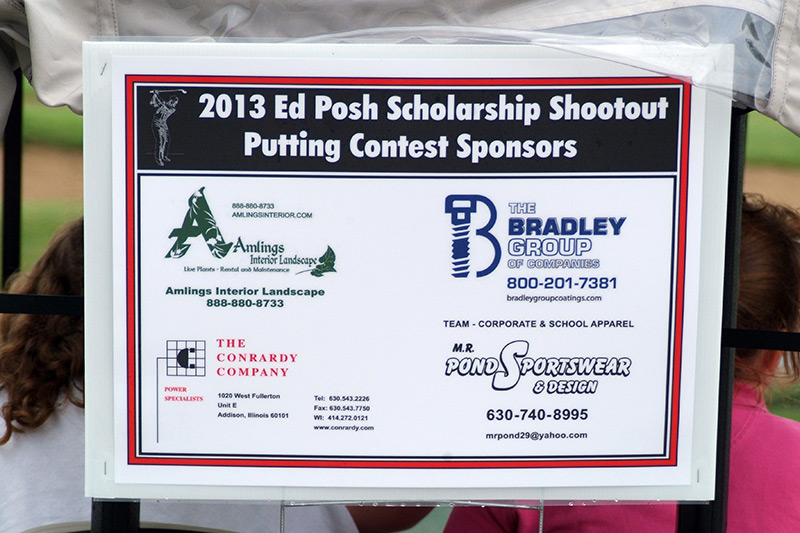 2013 Ed Posh Scholarship Shootout
Putting Contest Sponsors
888-880-8733
AMLINGSINTERIOR.COM
Amlings
Interior Landscape
Live Plants - Rental and Maintenance
Amlings Interior Landscape
888-880-8733
THE
BRADLEY
GROUP
OF COMPANIES
800-201-7381
bradleygroupcoatings.com
THE
CONRARDY
COMPANY
POWER
SPECIALISTS
1020 West Fullerton
Unit E
Addison, Illinois 60101
Tel: 630.543.2226
Fax: 630.543.7750
WI: 414.272.0121
www.conrardy.com
TEAM - CORPORATE & SCHOOL APPAREL
M.R.
POND SPORTSWEAR
& DESIGN
630-740-8995
mrpond29@yahoo.com